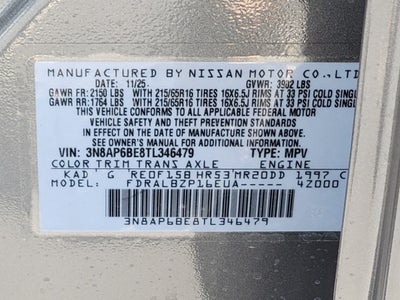 MANUFACTURED BY NISSAN MOTOR CO., LTD
DATE: 11/25 GVWR: 3902 LBS
GAWR FR: 2150 LBS WITH 215/65R16 TIRES 16X6.5J RIMS AT 33 PSI COLD SINGL
GAWR RR: 1764 LBS WITH 215/65R16 TIRES 16X6.5J RIMS AT 33 PSI COLD SINGL
THIS VEHICLE CONFORMS TO ALL APPLICABLE FEDERAL MOTOR
VEHICLE SAFETY AND THEFT PREVENTION STANDARDS IN
EFFECT ON THE DATE OF MANUFACTURE SHOWN ABOVE.
SEE OWNER'S MANUAL FOR ADDITIONAL INFORMATION
VIN: 3N8AP6BE8TL346479 TYPE: MPV
COLOR TRIM TRANS AXLE ENGINE
KAD G RE0F15B HR53 MR20DD 1997 C
MODEL: FDRALBZP16EUA----- 4Z000
3N8AP6BE8TL346479